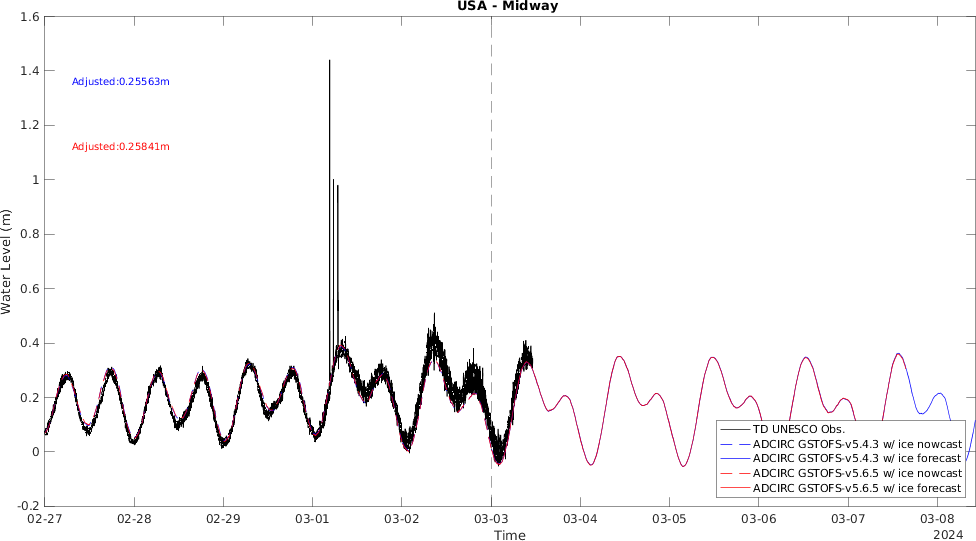 USA - Midway
1.6
1.4
1.2
1
0.8
0.6
0.4
0.2
0
-0.2
Water Level (m)
Adjusted:0.25563m
Adjusted:0.25841m
TD UNESCO Obs.
ADCIRC GSTOFS-v5.4.3 w/ ice nowcast
ADCIRC GSTOFS-v5.4.3 w/ ice forecast
ADCIRC GSTOFS-v5.6.5 w/ ice nowcast
ADCIRC GSTOFS-v5.6.5 w/ ice forecast
02-27 02-28 02-29 03-01 03-02 03-03 03-04 03-05 03-06 03-07 03-08
Time
2024